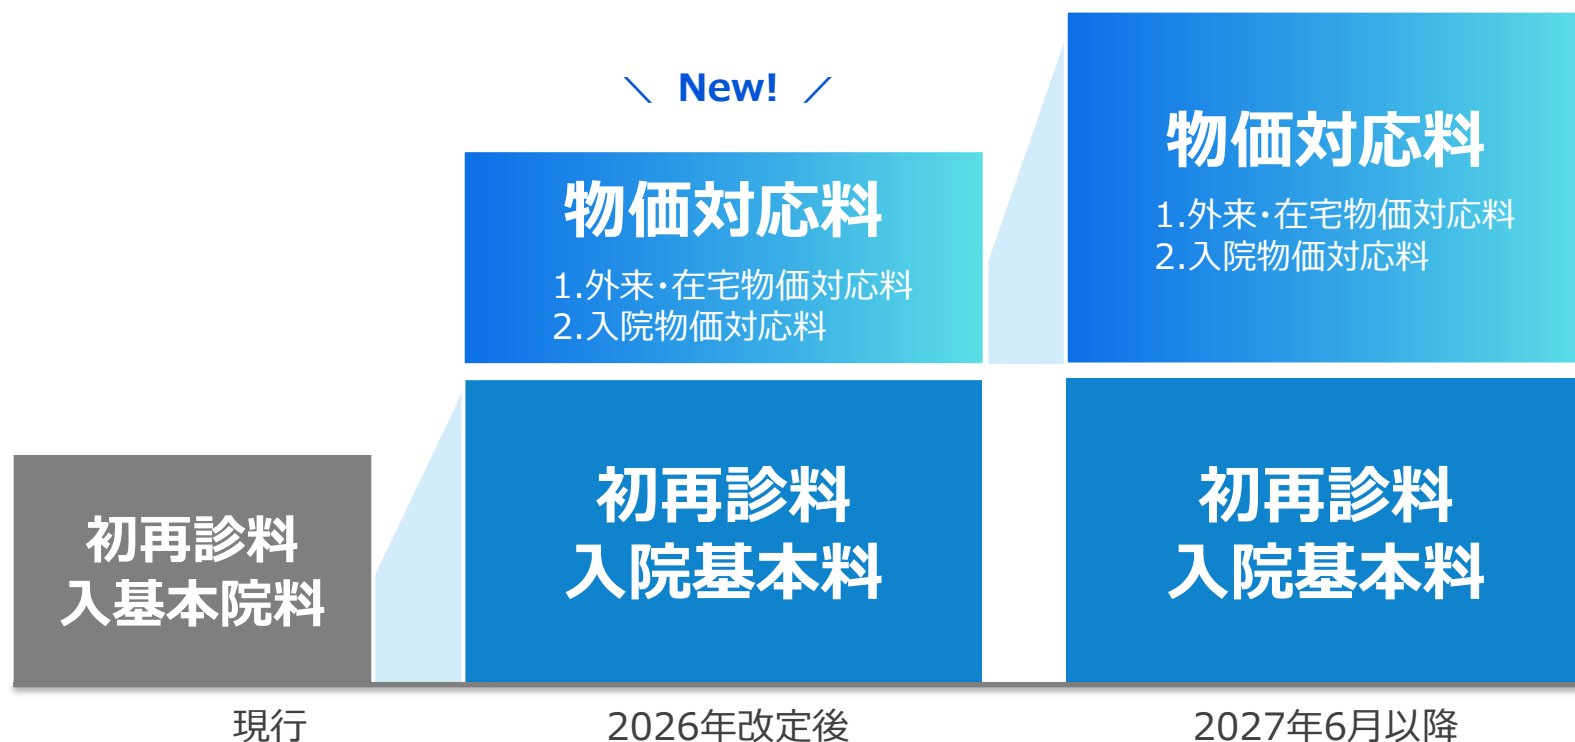 ＼ New! ／
物価対応料
1.外来・在宅物価対応料
2.入院物価対応料
物価対応料
1.外来・在宅物価対応料
2.入院物価対応料
初再診料
入基本院料
初再診料
入院基本料
初再診料
入院基本料
現行
2026年改定後
2027年6月以降